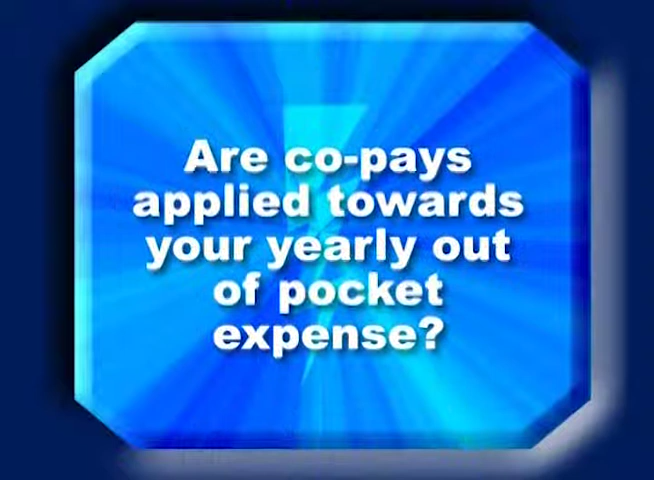 Are co-pays
applied towards
your yearly out
of pocket
expense?